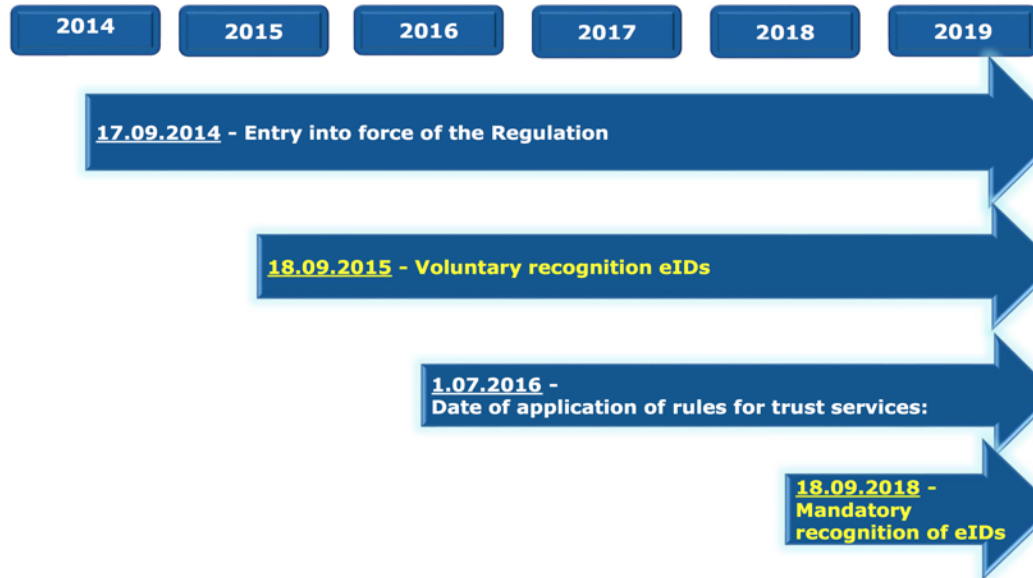 2014
2015
2016
2017
2018
2019
17.09.2014 - Entry into force of the Regulation
18.09.2015 - Voluntary recognition eIDs
1.07.2016 -
Date of application of rules for trust services:
18.09.2018 -
Mandatory
recognition of eIDs